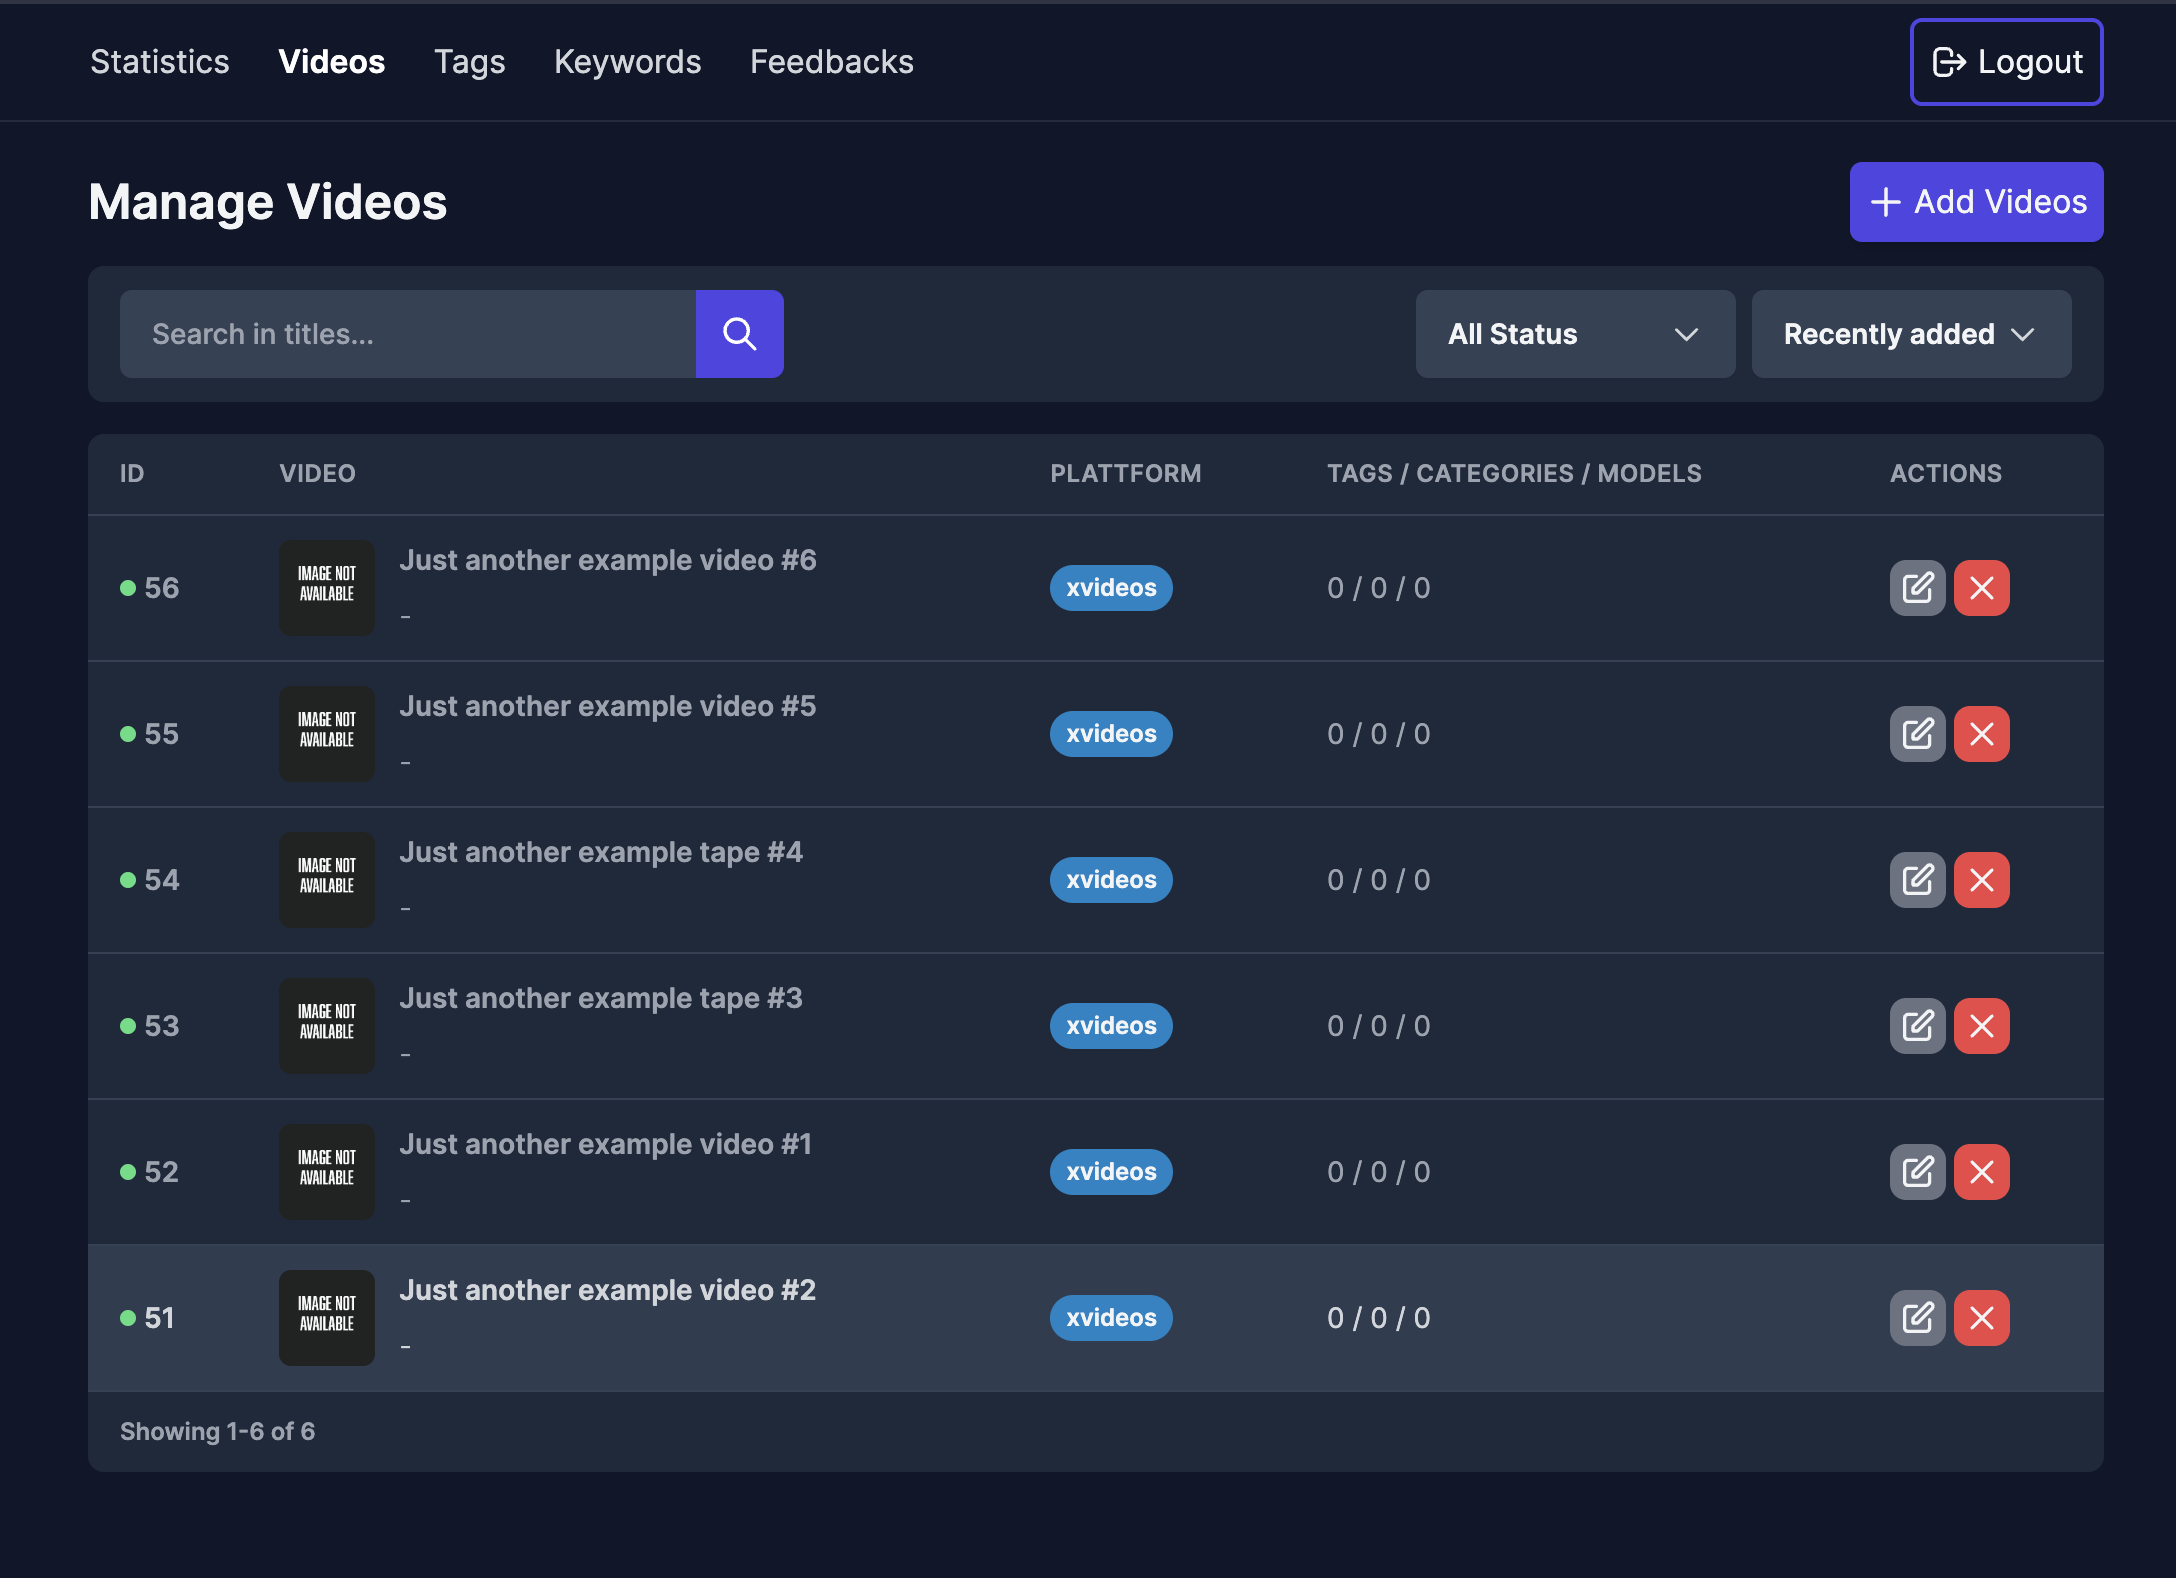 Statistics Videos Tags Keywords Feedbacks Logout
Manage Videos
Add Videos
Search in titles...
All Status
Recently added
ID VIDEO PLATTFORM TAGS / CATEGORIES / MODELS ACTIONS
56
IMAGE NOT
AVAILABLE
Just another example video #6
-
xvideos
0 / 0 / 0
55
IMAGE NOT
AVAILABLE
Just another example video #5
-
xvideos
0 / 0 / 0
54
IMAGE NOT
AVAILABLE
Just another example tape #4
-
xvideos
0 / 0 / 0
53
IMAGE NOT
AVAILABLE
Just another example tape #3
-
xvideos
0 / 0 / 0
52
IMAGE NOT
AVAILABLE
Just another example video #1
-
xvideos
0 / 0 / 0
51
IMAGE NOT
AVAILABLE
Just another example video #2
-
xvideos
0 / 0 / 0
Showing 1-6 of 6